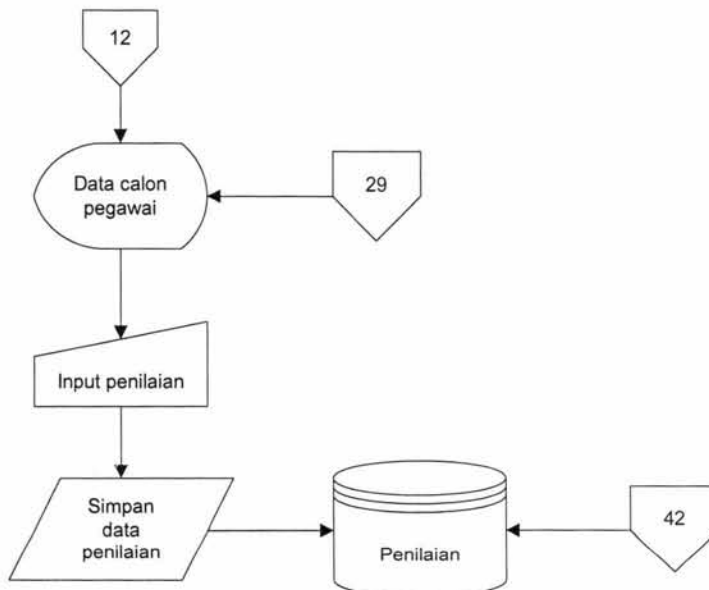 12
Data calon
pegawai
29
Input penilaian
Simpan
data
penilaian
Penilaian
42